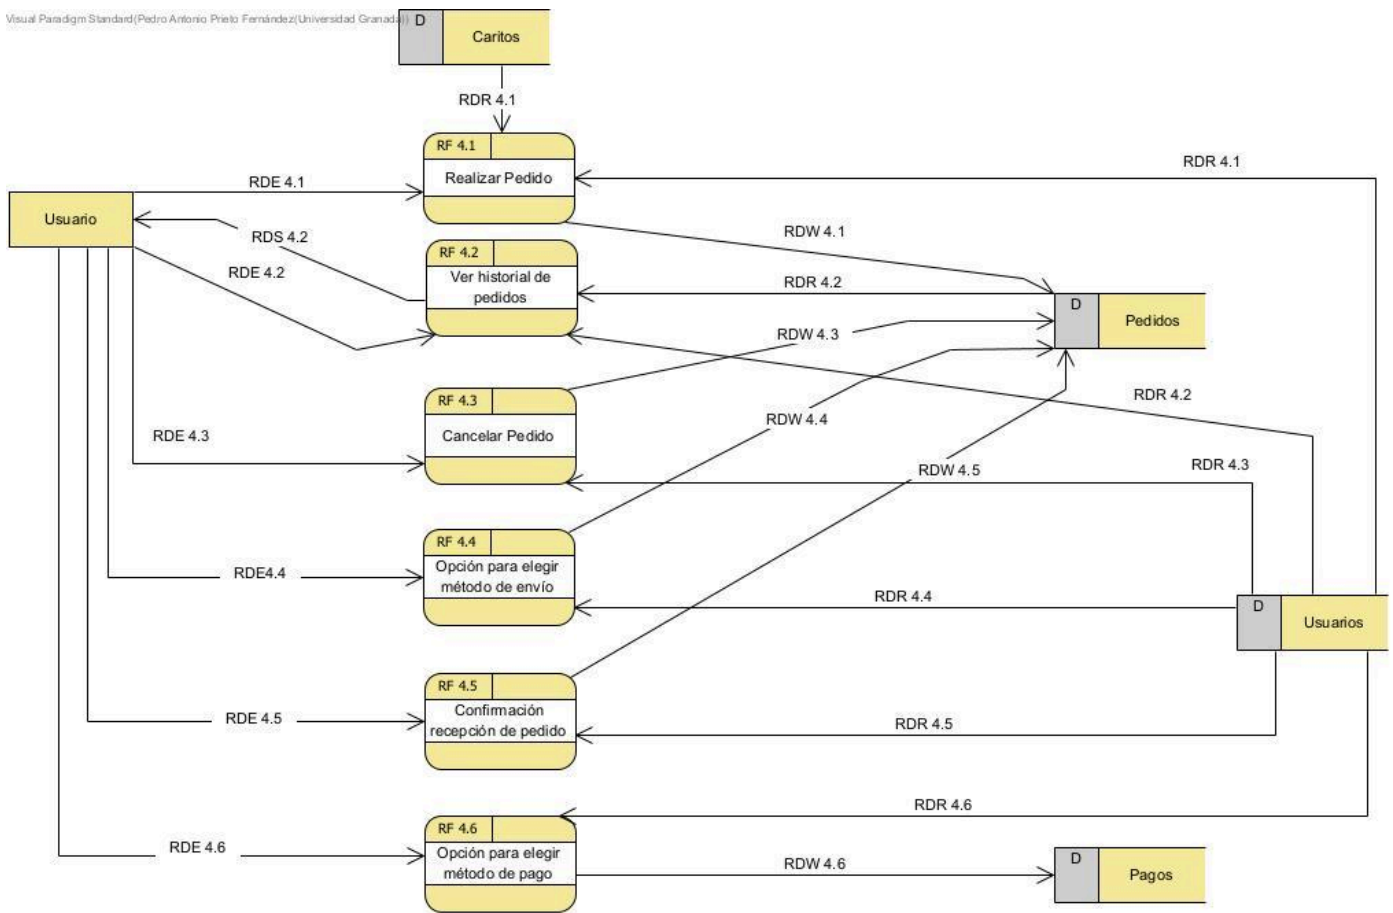 Visual Paradigm Standard(Pedro Antonio Prieto Fernández(Universidad Granada))
D
Caritos
RDR 4.1
RF 4.1
Realizar Pedido
RDE 4.1
RDR 4.1
Usuario
RDS 4.2
RDW 4.1
RF 4.2
Ver historial de
pedidos
RDE 4.2
RDR 4.2
D
Pedidos
RDW 4.3
RDR 4.2
RF 4.3
Cancelar Pedido
RDE 4.3
RDW 4.4
RDW 4.5
RDR 4.3
RF 4.4
Opción para elegir
método de envío
RDE4.4
RDR 4.4
D
Usuarios
RF 4.5
Confirmación
recepción de pedido
RDE 4.5
RDR 4.5
RDR 4.6
RF 4.6
Opción para elegir
método de pago
RDE 4.6
RDW 4.6
D
Pagos